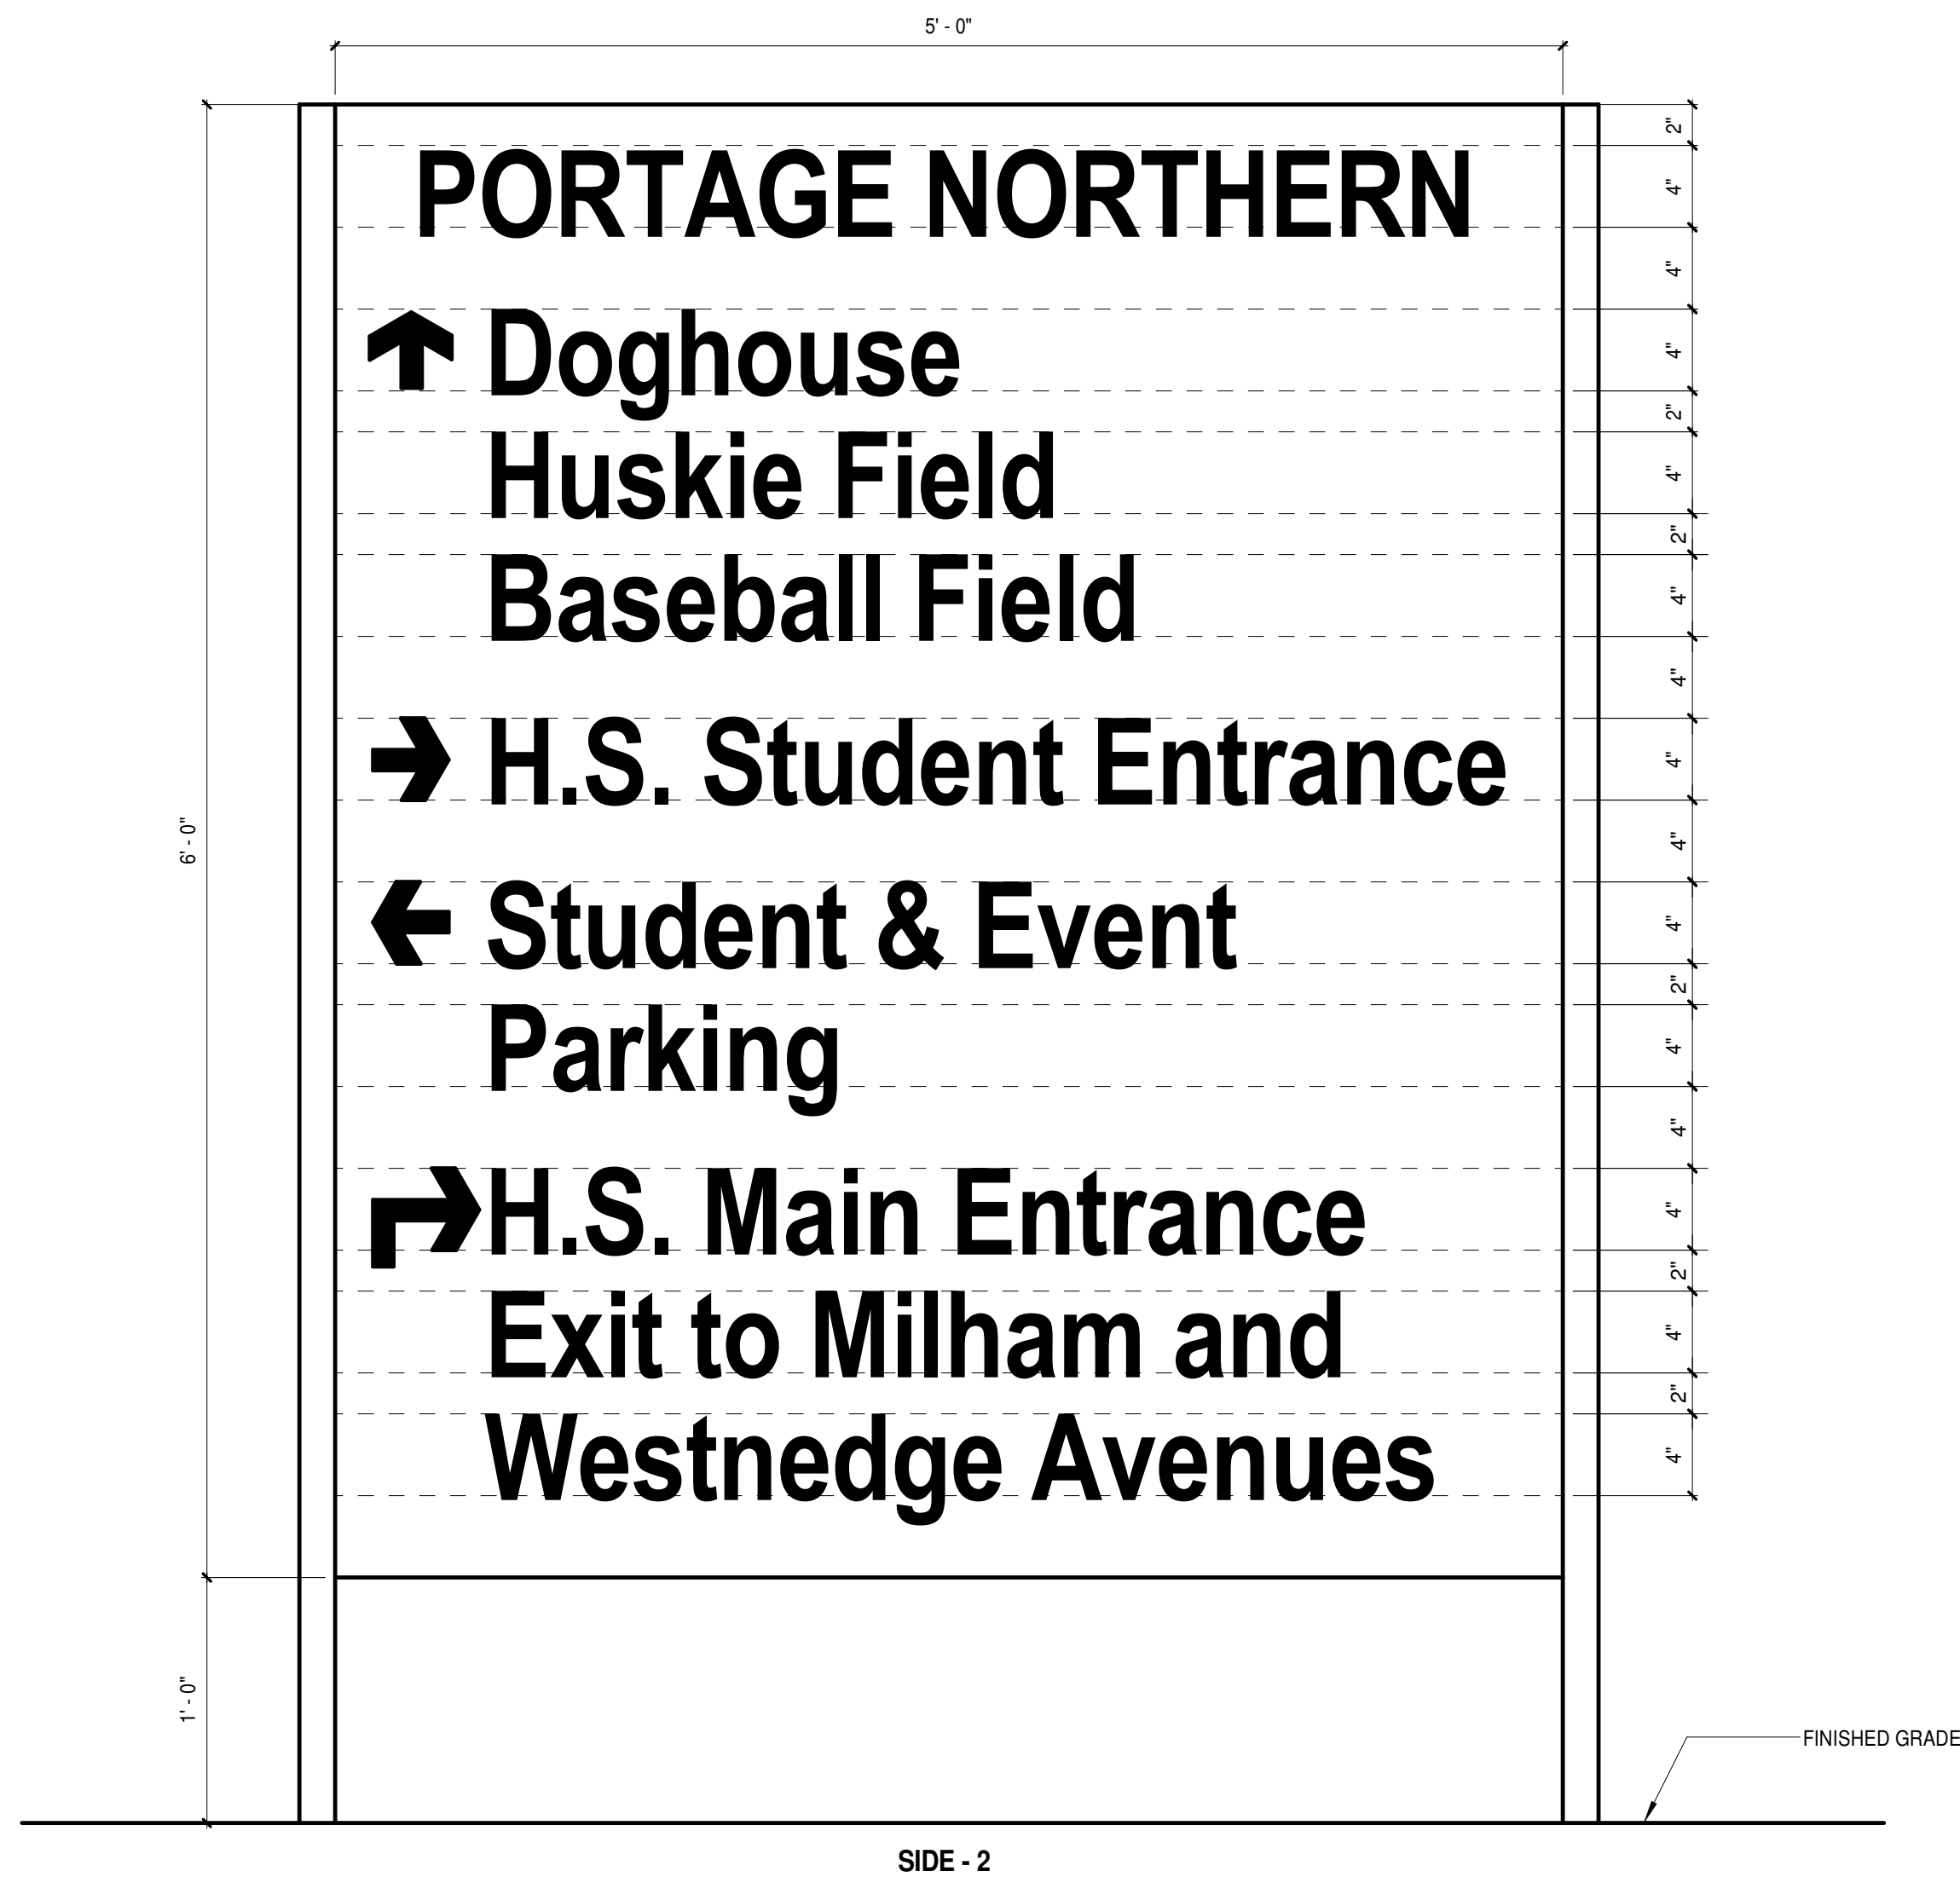 5' - 0"
2"
PORTAGE NORTHERN
4"
4"
Doghouse
4"
2"
Huskie Field
4"
2"
Baseball Field
4"
4"
H.S. Student Entrance
4"
6' - 0"
4"
Student & Event
4"
2"
Parking
4"
4"
H.S. Main Entrance
4"
2"
Exit to Milham and
4"
2"
Westnedge Avenues
4"
1' - 0"
FINISHED GRADE
SIDE - 2